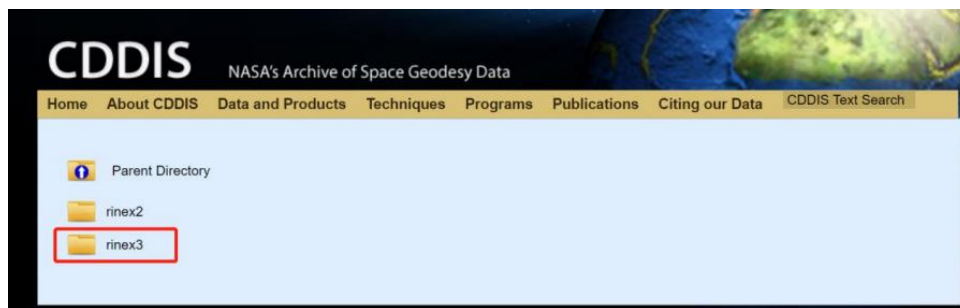 CDDIS NASA's Archive of Space Geodesy Data
Home About CDDIS Data and Products Techniques Programs Publications Citing our Data CDDIS Text Search
Parent Directory
rinex2
rinex3